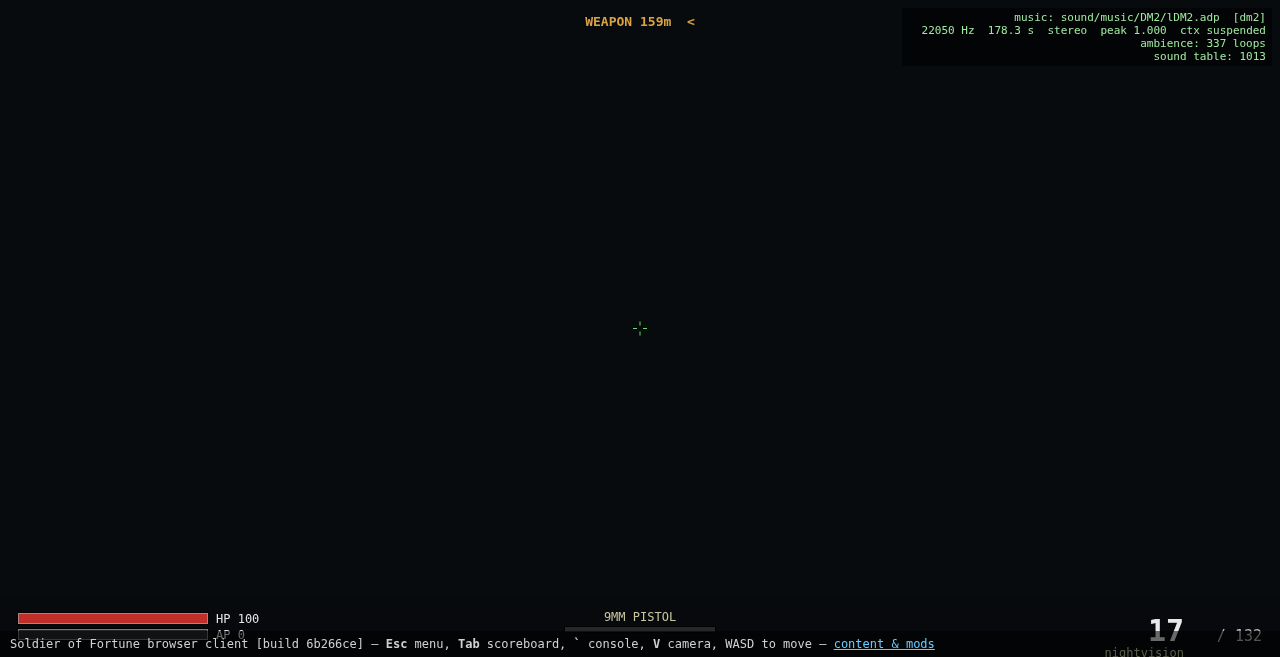 WEAPON 159m <
music: sound/music/DM2/lDM2.adp [dm2]
22050 Hz 178.3 s stereo peak 1.000 ctx suspended
ambience: 337 loops
sound table: 1013
HP 100
9MM PISTOL
AP 0
17 / 132
Soldier of Fortune browser client [build 6b266ce] — Esc menu, Tab scoreboard, ` console, V camera, WASD to move — content & mods
nightvision